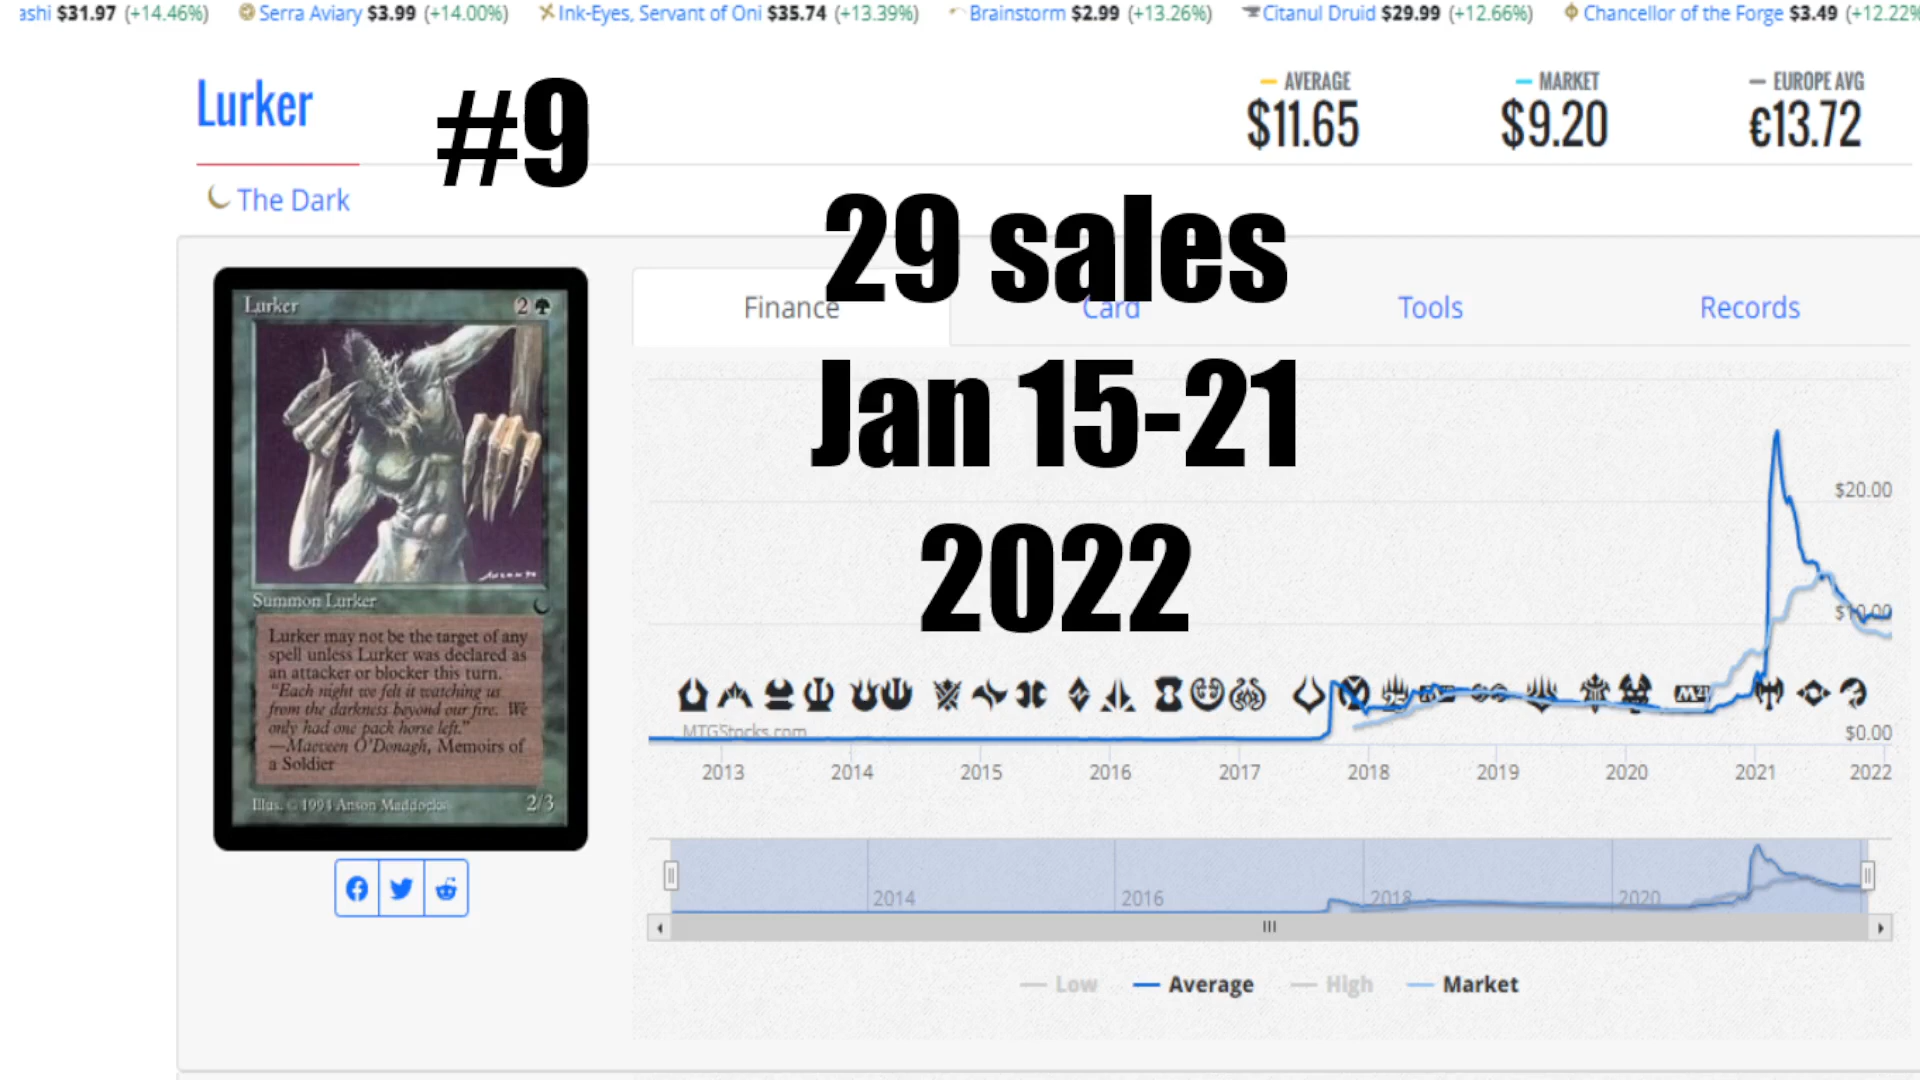 ashi $31.97 (+14.46%) Serra Aviary $3.99 (+14.00%) Ink-Eyes, Servant of Oni $35.74 (+13.39%) Brainstorm $2.99 (+13.26%) Citanul Druid $29.99 (+12.66%) Chancellor of the Forge $3.49 (+12.22%
Lurker
#9
AVERAGE
$11.65
MARKET
$9.20
EUROPE AVG
€13.72
The Dark
29 sales
Jan 15-21
2022
Finance Card Tools Records
Lurker 2
Summon Lurker
Lurker may not be the target of any
spell unless Lurker was declared as
an attacker or blocker this turn.
"Each night we felt it watching us
from the darkness beyond our fire. We
only had one pack horse left."
—Maeveen O'Donagh, Memoirs of
a Soldier
Illus. © 1994 Anson Maddocks 2/3
$20.00
$10.00
$0.00
MTGStocks.com
2013 2014 2015 2016 2017 2018 2019 2020 2021 2022
2014 2016 2018 2020
Low Average High Market